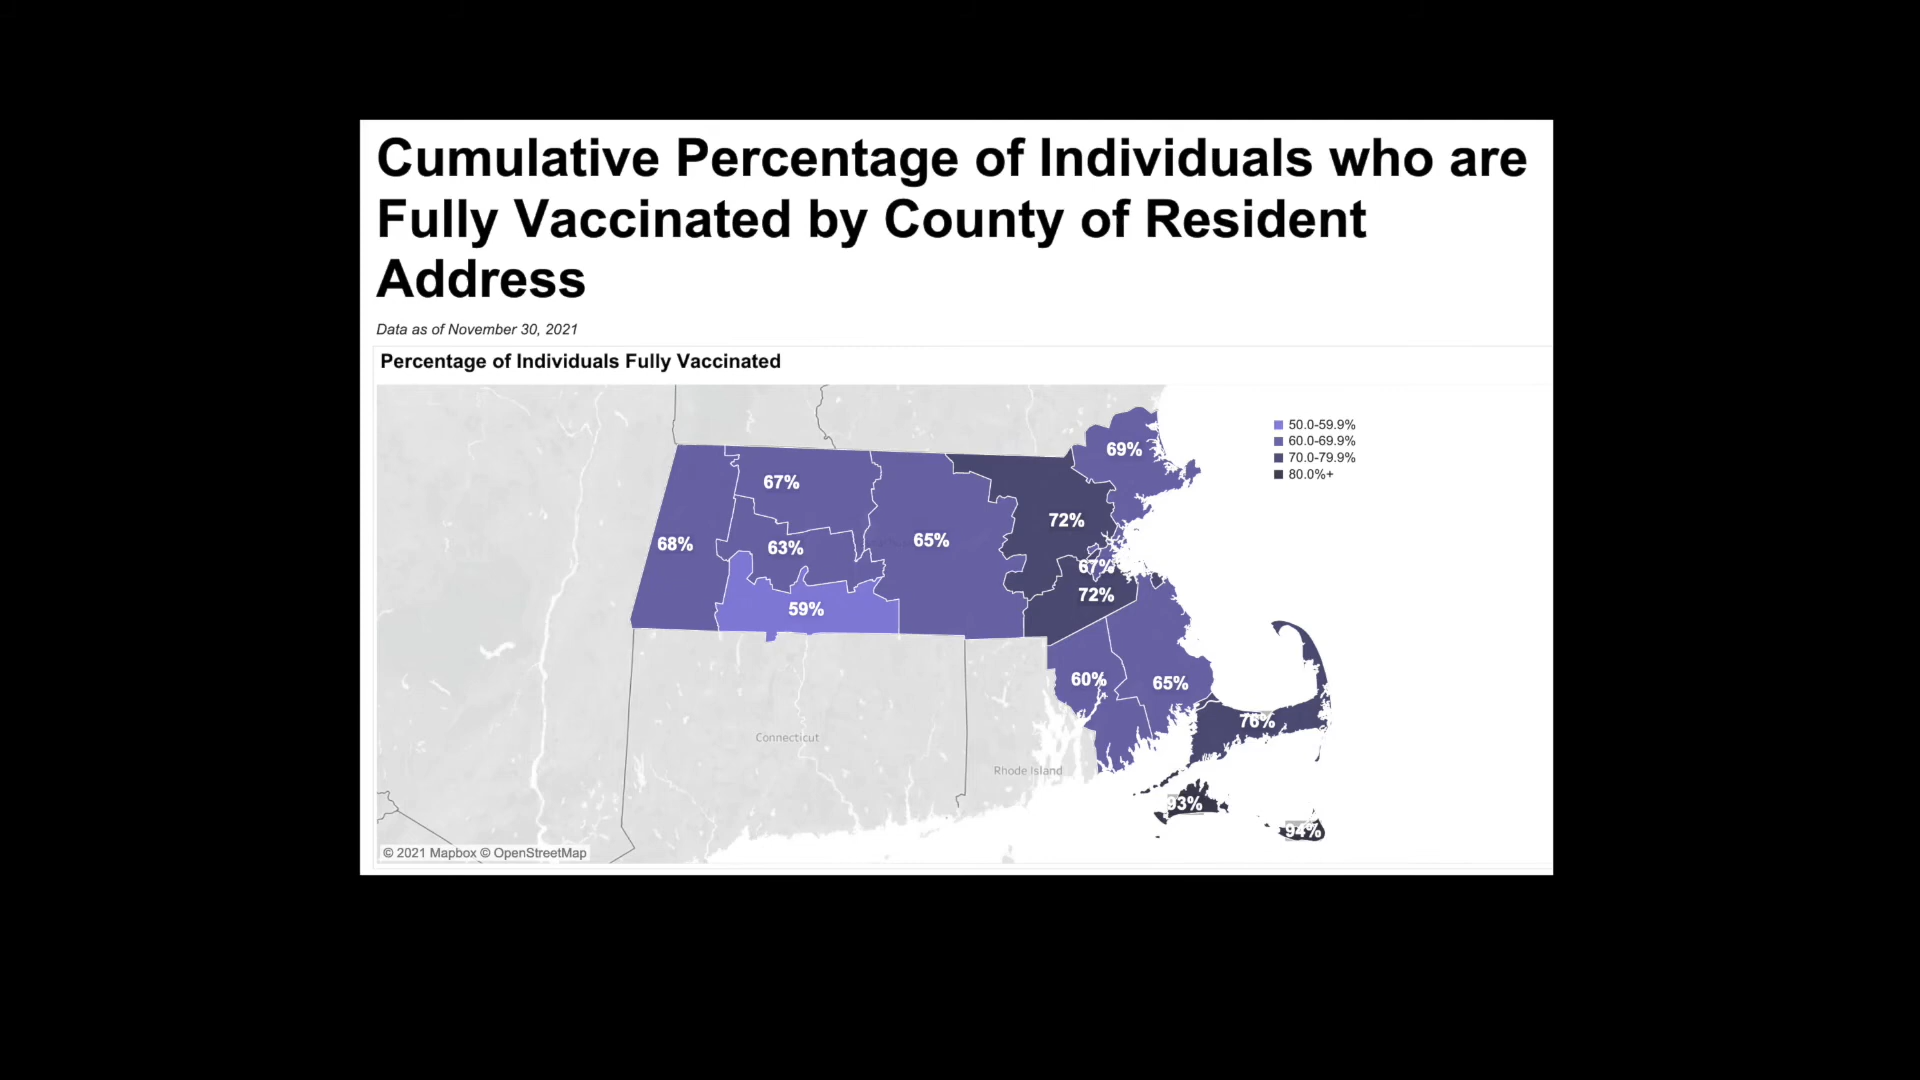 Cumulative Percentage of Individuals who are
Fully Vaccinated by County of Resident
Address
Data as of November 30, 2021
Percentage of Individuals Fully Vaccinated
50.0-59.9%
60.0-69.9%
70.0-79.9%
80.0%+
69%
67%
72%
68%
63%
65%
67%
72%
59%
60%
65%
76%
Connecticut
Rhode Island
93%
94%
© 2021 Mapbox © OpenStreetMap